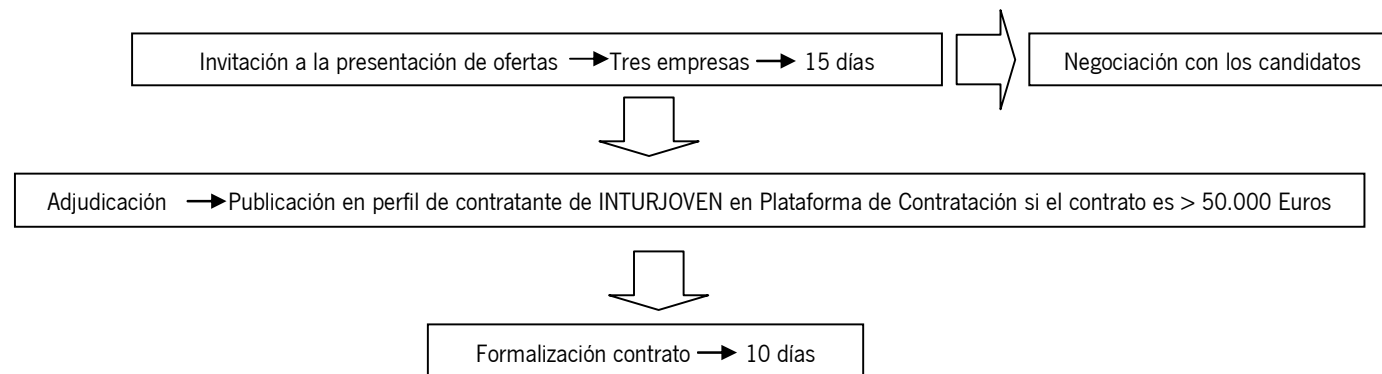 Invitación a la presentación de ofertas → Tres empresas → 15 días
Negociación con los candidatos
Adjudicación → Publicación en perfil de contratante de INTURJOVEN en Plataforma de Contratación si el contrato es > 50.000 Euros
Formalización contrato → 10 días